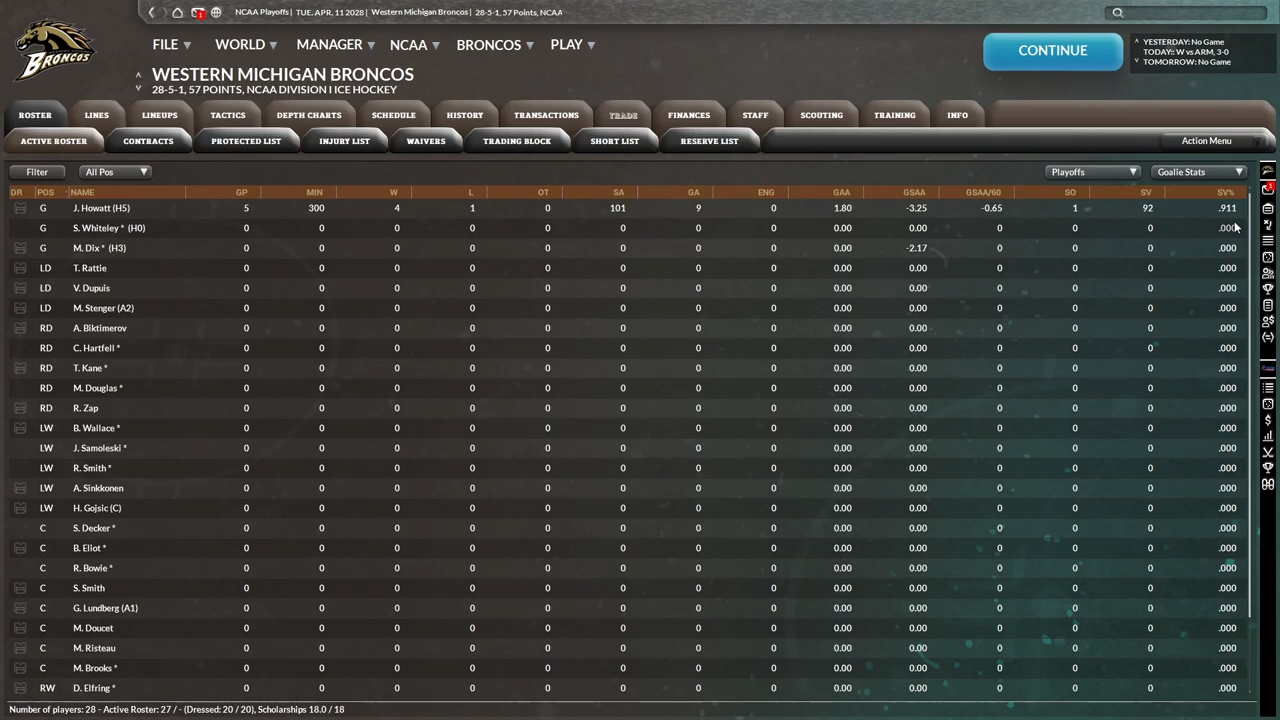 NCAA Playoffs | TUE. APR. 11 2028 | Western Michigan Broncos | 28-5-1, 57 Points, NCAA
BRONCOS
FILE WORLD MANAGER NCAA BRONCOS PLAY
CONTINUE
YESTERDAY: No Game
TODAY: W vs ARM, 3-0
TOMORROW: No Game
WESTERN MICHIGAN BRONCOS
28-5-1, 57 POINTS, NCAA DIVISION I ICE HOCKEY
ROSTER LINES LINEUPS TACTICS DEPTH CHARTS SCHEDULE HISTORY TRANSACTIONS TRADE FINANCES STAFF SCOUTING TRAINING INFO
ACTIVE ROSTER CONTRACTS PROTECTED LIST INJURY LIST WAIVERS TRADING BLOCK SHORT LIST RESERVE LIST Action Menu
Filter All Pos Playoffs Goalie Stats
DR POS NAME GP MIN W L OT SA GA ENG GAA GSAA GSAA/60 SO SV SV%
G J. Howatt (H5) 5 300 4 1 0 101 9 0 1.80 -3.25 -0.65 1 92 .911
G S. Whiteley * (H0) 0 0 0 0 0 0 0 0 0.00 0.00 0 0 0 .000
G M. Dix * (H3) 0 0 0 0 0 0 0 0 0.00 -2.17 0 0 0 .000
LD T. Rattie 0 0 0 0 0 0 0 0 0.00 0.00 0 0 0 .000
LD V. Dupuis 0 0 0 0 0 0 0 0 0.00 0.00 0 0 0 .000
LD M. Stenger (A2) 0 0 0 0 0 0 0 0 0.00 0.00 0 0 0 .000
RD A. Biktimerov 0 0 0 0 0 0 0 0 0.00 0.00 0 0 0 .000
RD C. Hartfell * 0 0 0 0 0 0 0 0 0.00 0.00 0 0 0 .000
RD T. Kane * 0 0 0 0 0 0 0 0 0.00 0.00 0 0 0 .000
RD M. Douglas * 0 0 0 0 0 0 0 0 0.00 0.00 0 0 0 .000
RD R. Zap 0 0 0 0 0 0 0 0 0.00 0.00 0 0 0 .000
LW B. Wallace * 0 0 0 0 0 0 0 0 0.00 0.00 0 0 0 .000
LW J. Samoleski * 0 0 0 0 0 0 0 0 0.00 0.00 0 0 0 .000
LW R. Smith * 0 0 0 0 0 0 0 0 0.00 0.00 0 0 0 .000
LW A. Sinkkonen 0 0 0 0 0 0 0 0 0.00 0.00 0 0 0 .000
LW H. Gojsic (C) 0 0 0 0 0 0 0 0 0.00 0.00 0 0 0 .000
C S. Decker * 0 0 0 0 0 0 0 0 0.00 0.00 0 0 0 .000
C B. Eliot * 0 0 0 0 0 0 0 0 0.00 0.00 0 0 0 .000
C R. Bowie * 0 0 0 0 0 0 0 0 0.00 0.00 0 0 0 .000
C S. Smith 0 0 0 0 0 0 0 0 0.00 0.00 0 0 0 .000
C G. Lundberg (A1) 0 0 0 0 0 0 0 0 0.00 0.00 0 0 0 .000
C M. Doucet 0 0 0 0 0 0 0 0 0.00 0.00 0 0 0 .000
C M. Risteau 0 0 0 0 0 0 0 0 0.00 0.00 0 0 0 .000
C M. Brooks * 0 0 0 0 0 0 0 0 0.00 0.00 0 0 0 .000
RW D. Elfring * 0 0 0 0 0 0 0 0 0.00 0.00 0 0 0 .000
Number of players: 28 - Active Roster: 27 / - (Dressed: 20 / 20), Scholarships 18.0 / 18